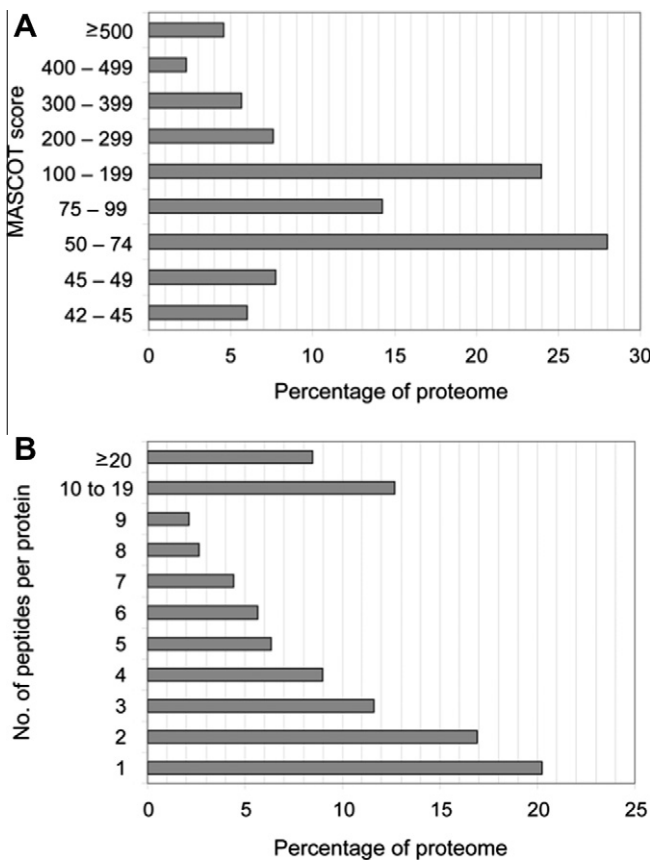 A
MASCOT score
≥500
400 – 499
300 – 399
200 – 299
100 – 199
75 – 99
50 – 74
45 – 49
42 – 45
0 5 10 15 20 25 30
Percentage of proteome
B
No. of peptides per protein
≥20
10 to 19
9
8
7
6
5
4
3
2
1
0 5 10 15 20 25
Percentage of proteome